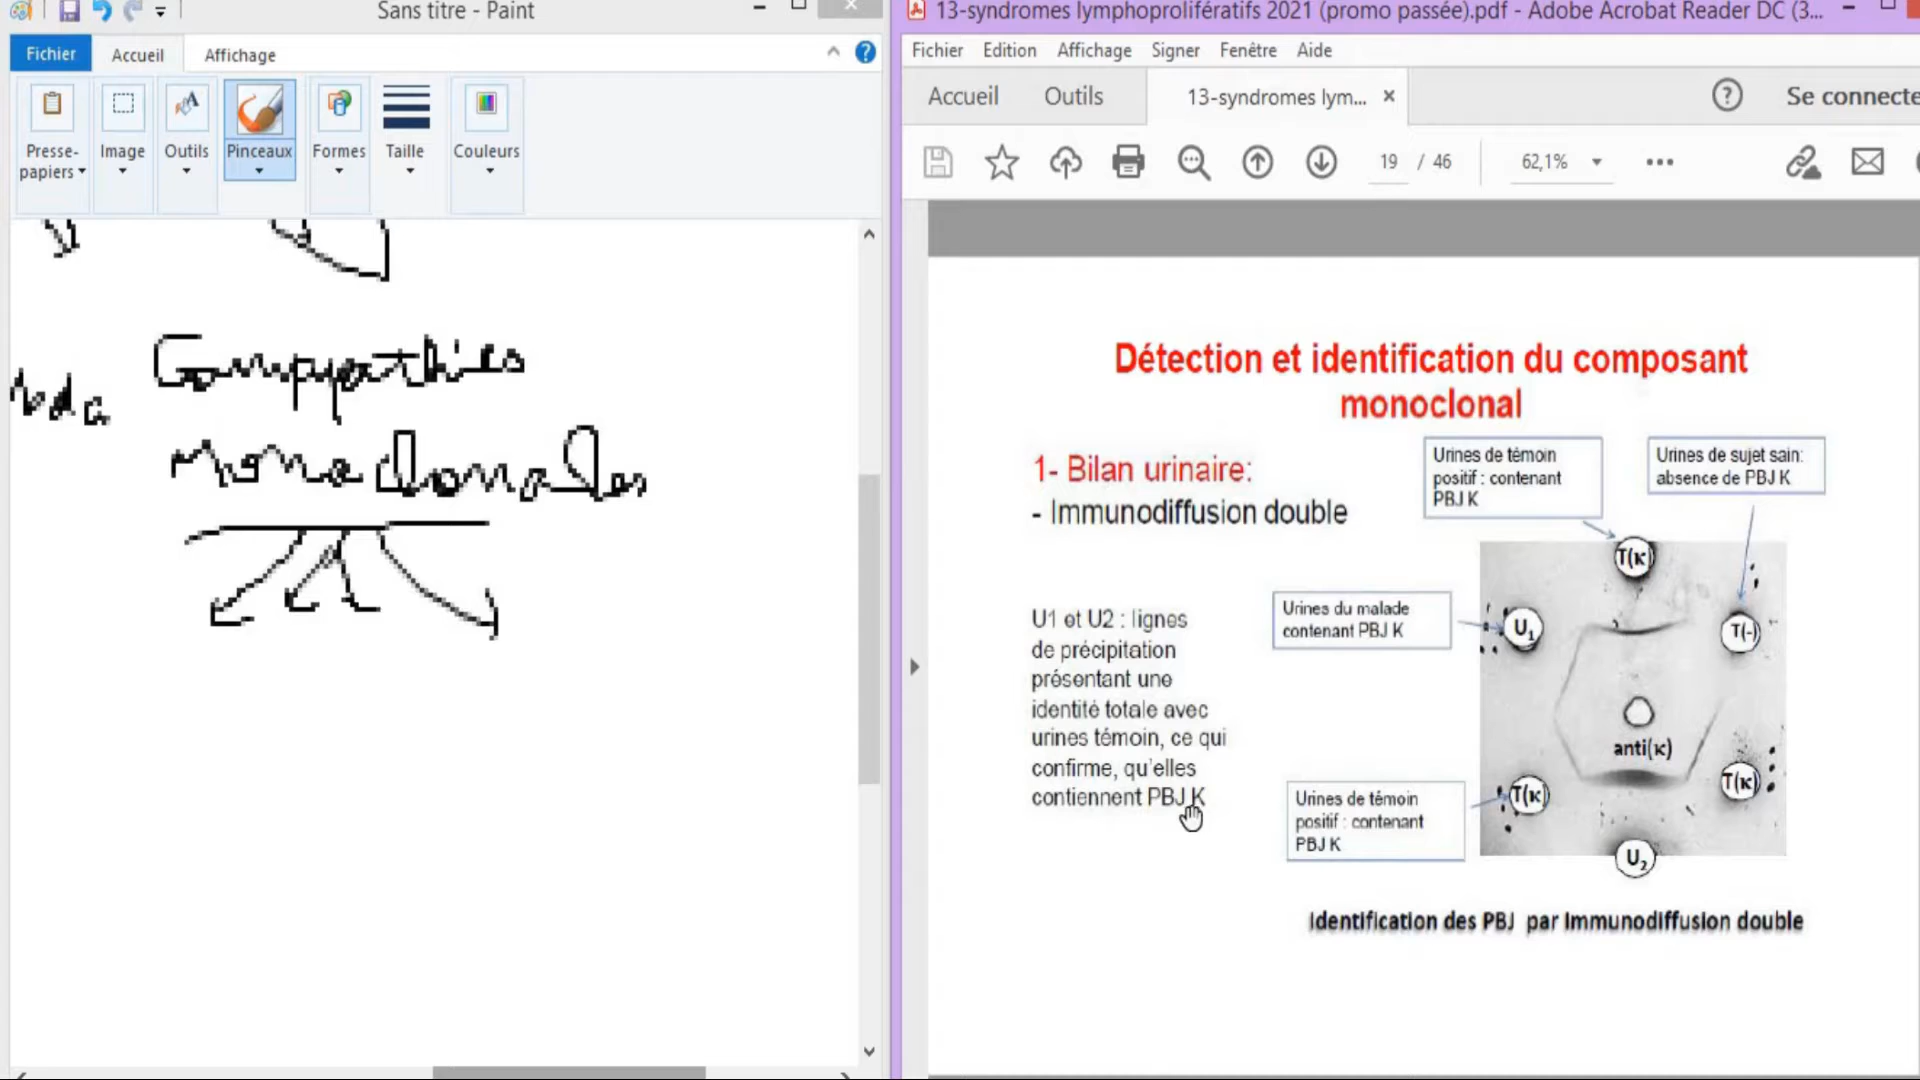 Sans titre - Paint
Fichier
Accueil
Affichage
Presse-
papiers
Image
Outils
Pinceaux
Formes
Taille
Couleurs
Gammapathies
monoclonales
13-syndromes lymphoprolifératifs 2021 (promo passée).pdf - Adobe Acrobat Reader DC (3...
Fichier Edition Affichage Signer Fenêtre Aide
Accueil
Outils
13-syndromes lym...
Se connecte
19 / 46
62,1%
Détection et identification du composant
monoclonal
1- Bilan urinaire:
- Immunodiffusion double
Urines de témoin
positif : contenant
PBJ K
Urines de sujet sain:
absence de PBJ K
Urines du malade
contenant PBJ K
U1 et U2 : lignes
de précipitation
présentant une
identité totale avec
urines témoin, ce qui
confirme, qu'elles
contiennent PBJ K
T(κ)
U1
T(-)
anti(κ)
T(κ)
T(κ)
U2
Urines de témoin
positif : contenant
PBJ K
Identification des PBJ par Immunodiffusion double